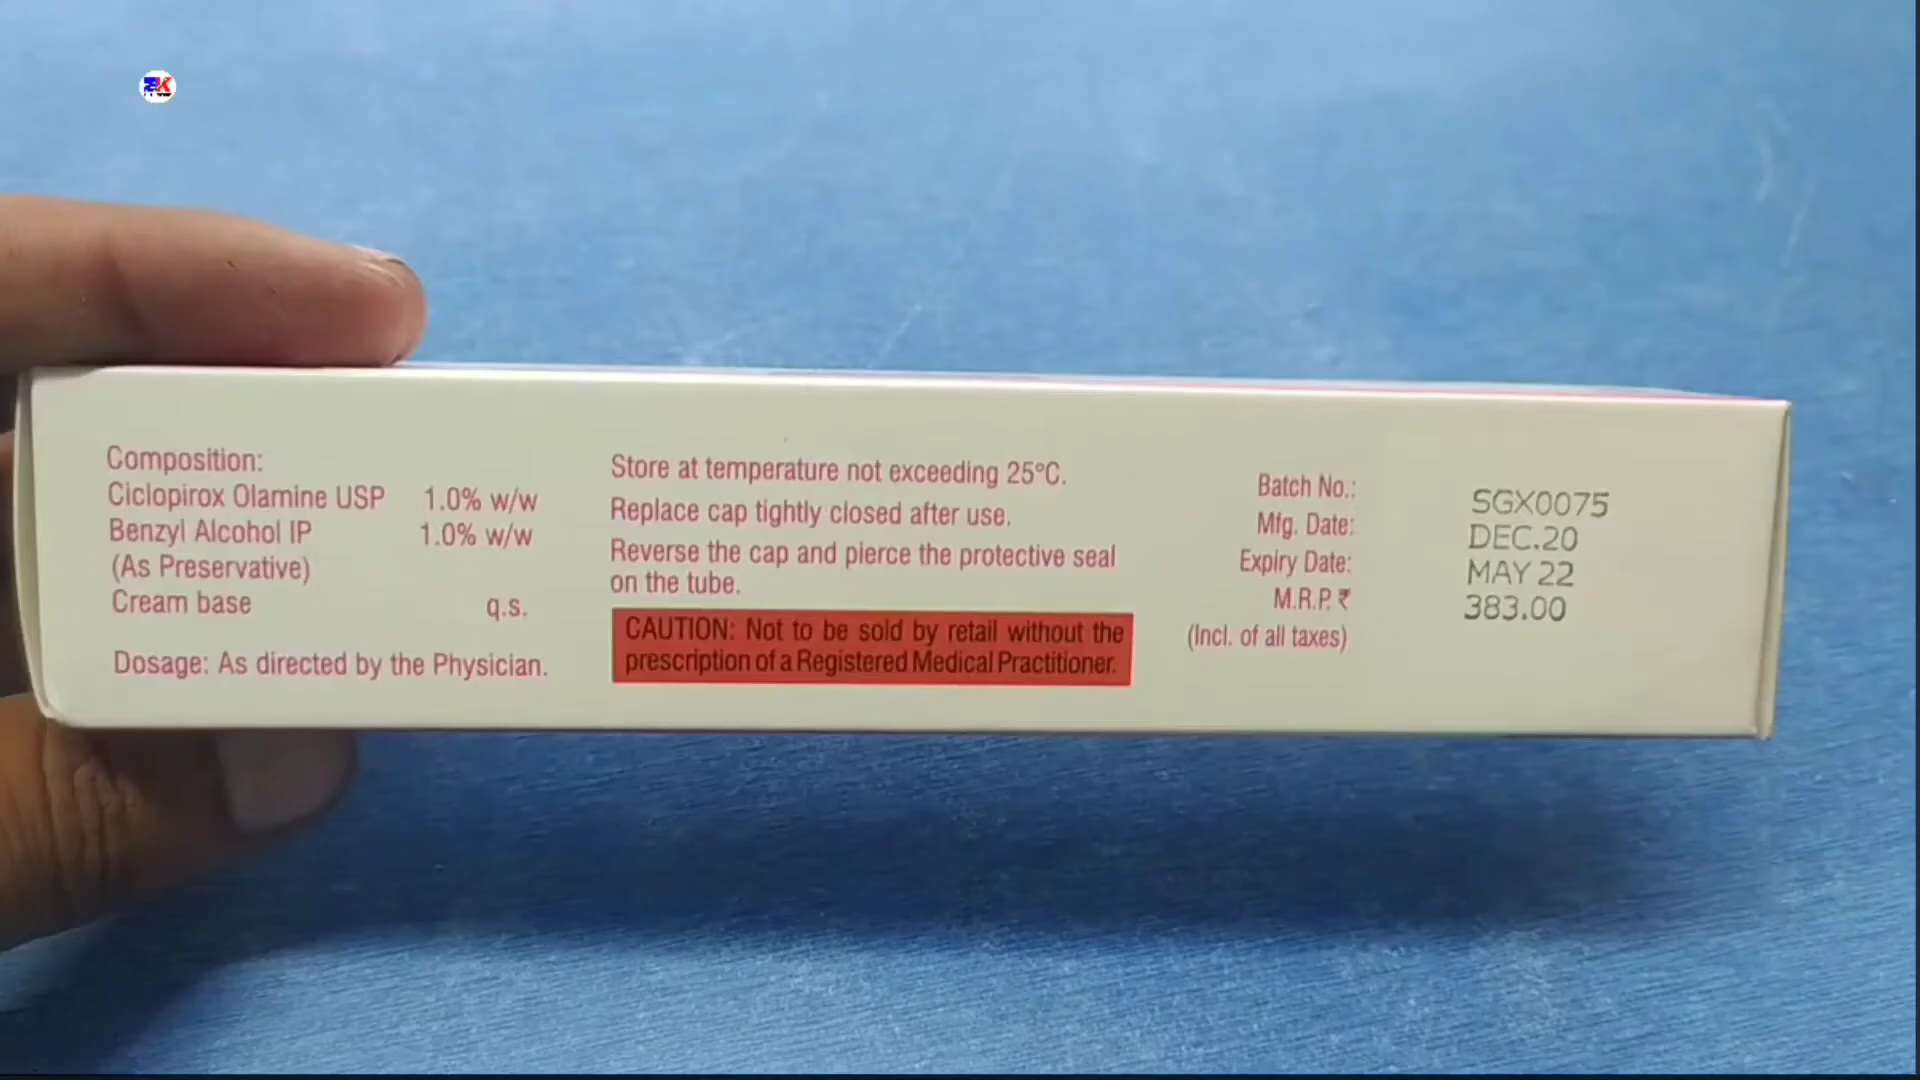 Composition:
Ciclopirox Olamine USP 1.0% w/w
Benzyl Alcohol IP 1.0% w/w
(As Preservative)
Cream base q.s.
Dosage: As directed by the Physician.
Store at temperature not exceeding 25°C.
Replace cap tightly closed after use.
Reverse the cap and pierce the protective seal
on the tube.
CAUTION: Not to be sold by retail without the
prescription of a Registered Medical Practitioner.
Batch No.: SGX0075
Mfg. Date: DEC.20
Expiry Date: MAY 22
M.R.P. ₹ 383.00
(Incl. of all taxes)